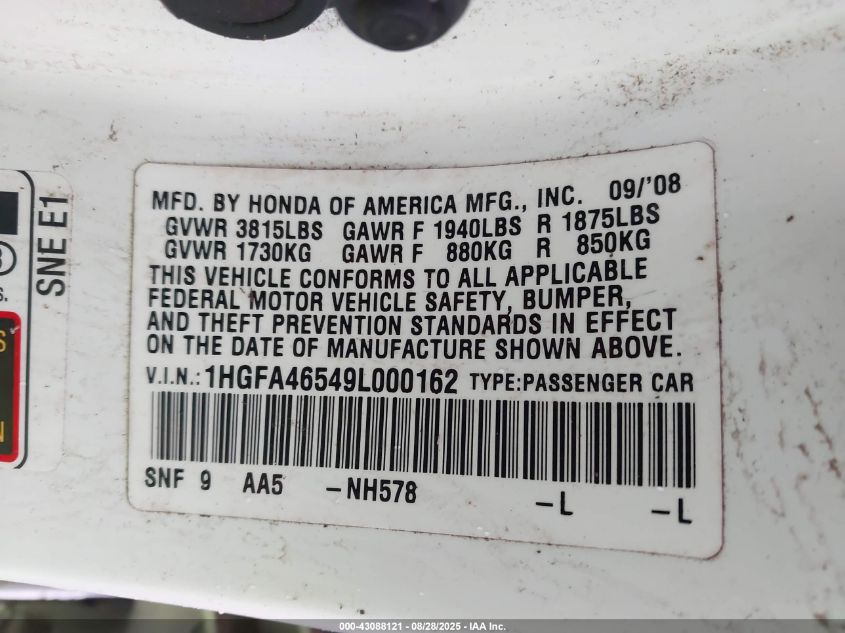 MFD. BY HONDA OF AMERICA MFG., INC. 09/'08
GVWR 3815LBS GAWR F 1940LBS R 1875LBS
GVWR 1730KG GAWR F 880KG R 850KG
THIS VEHICLE CONFORMS TO ALL APPLICABLE
FEDERAL MOTOR VEHICLE SAFETY, BUMPER,
AND THEFT PREVENTION STANDARDS IN EFFECT
ON THE DATE OF MANUFACTURE SHOWN ABOVE.
V.I.N.: 1HGFA46549L000162 TYPE:PASSENGER CAR
SNF 9 AA5 -NH578 -L -L
SNE E1
000-43088121 - 08/28/2025 - IAA Inc.